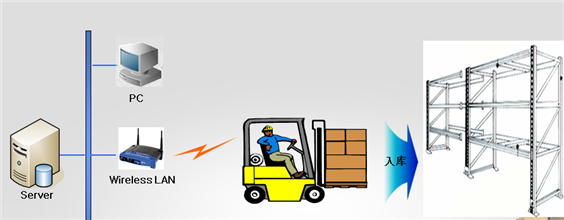 PC
Server
Wireless LAN
入库